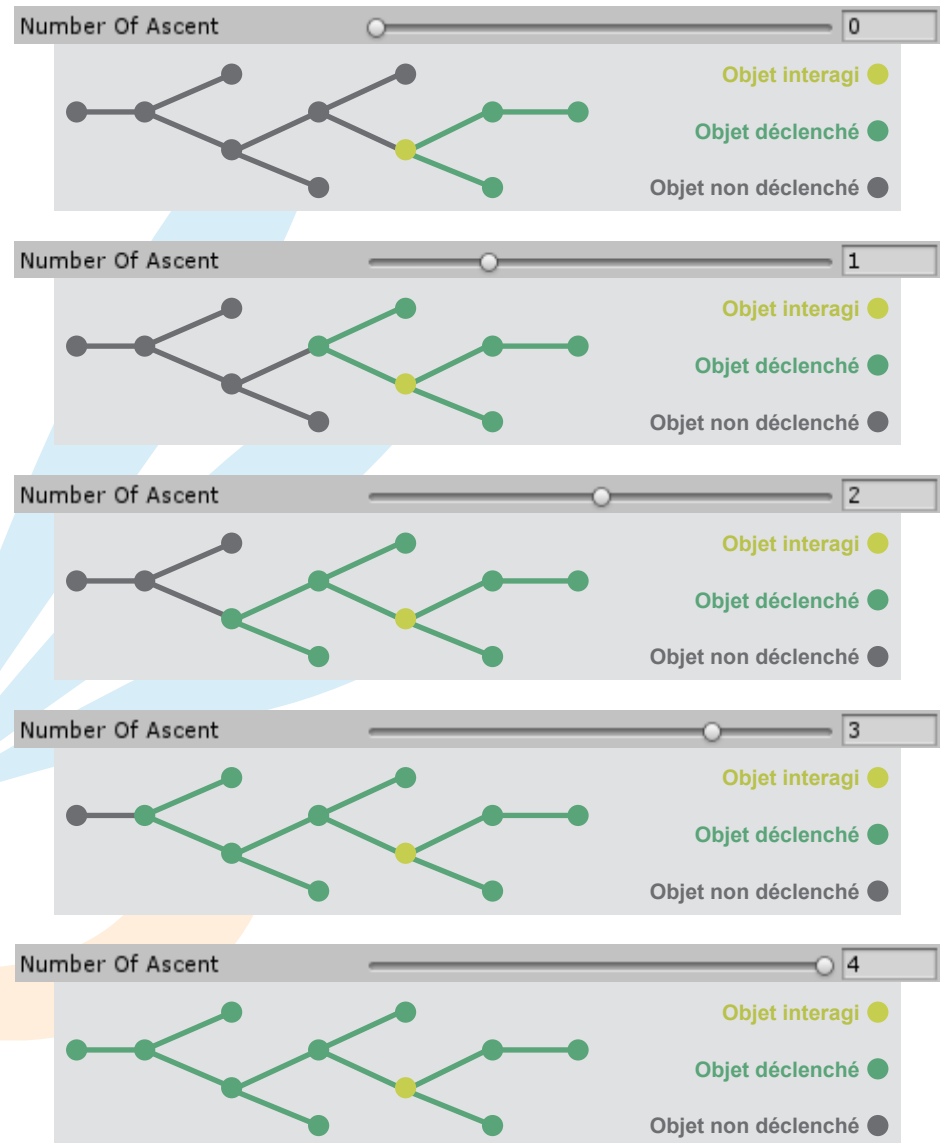 Number Of Ascent 0
Objet interagi
Objet déclenché
Objet non déclenché
Number Of Ascent 1
Objet interagi
Objet déclenché
Objet non déclenché
Number Of Ascent 2
Objet interagi
Objet déclenché
Objet non déclenché
Number Of Ascent 3
Objet interagi
Objet déclenché
Objet non déclenché
Number Of Ascent 4
Objet interagi
Objet déclenché
Objet non déclenché